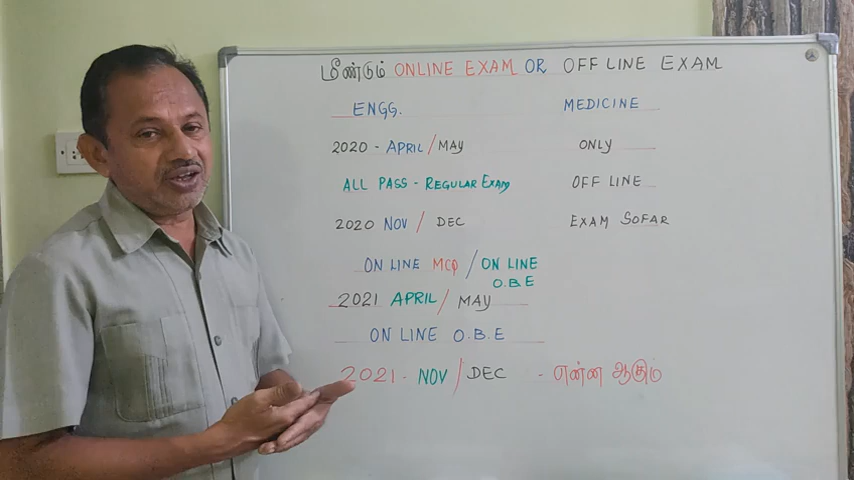 மீண்டும் ONLINE EXAM OR OFF LINE EXAM
ENGG.
2020 - APRIL / MAY
ALL PASS - REGULAR EXAM
2020 NOV / DEC
ON LINE MCQ / ON LINE
O.B.E
2021 APRIL / MAY
ON LINE O.B.E
2021 - NOV / DEC - என்ன ஆகும்
MEDICINE
ONLY
OFF LINE
EXAM SOFAR